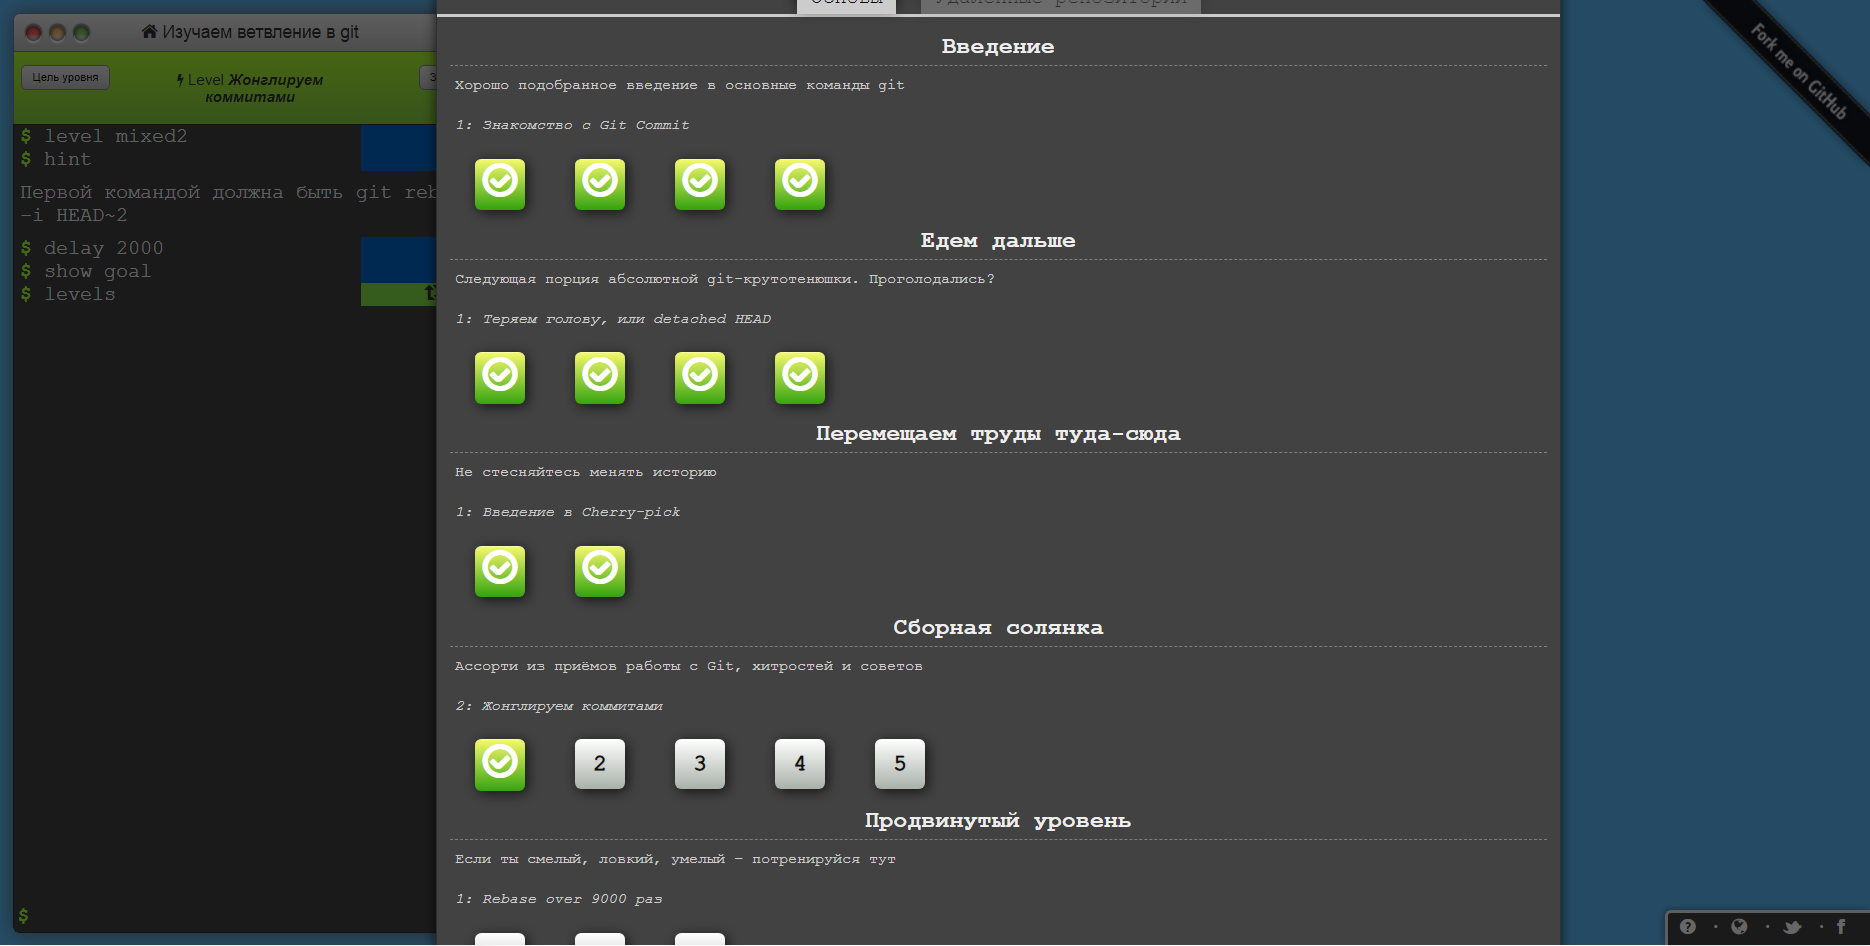 Изучаем ветвление в git
Цель уровня
Level Жонглируем
коммитами
$ level mixed2
$ hint
Первой командой должна быть git reb
-i HEAD~2
$ delay 2000
$ show goal
$ levels
$
Введение
Хорошо подобранное введение в основные команды git
1: Знакомство с Git Commit
Едем дальше
Следующая порция абсолютной git-крутотенюшки. Проголодались?
1: Теряем голову, или detached HEAD
Перемещаем труды туда-сюда
Не стесняйтесь менять историю
1: Введение в Cherry-pick
Сборная солянка
Ассорти из приёмов работы с Git, хитростей и советов
2: Жонглируем коммитами
2 3 4 5
Продвинутый уровень
Если ты смелый, ловкий, умелый – потренируйся тут
1: Rebase over 9000 раз
Fork me on GitHub